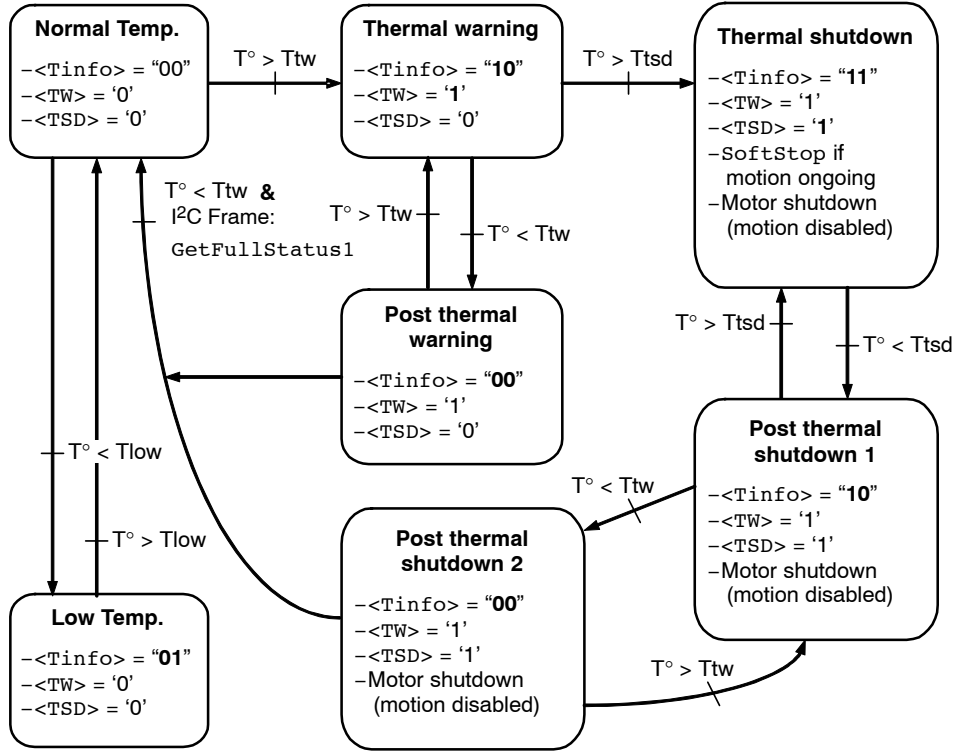 Normal Temp.
–<Tinfo> = “00”
–<TW> = ‘0’
–<TSD> = ‘0’
T° > Ttw
Thermal warning
–<Tinfo> = “10”
–<TW> = ‘1’
–<TSD> = ‘0’
T° > Ttsd
Thermal shutdown
–<Tinfo> = “11”
–<TW> = ‘1’
–<TSD> = ‘1’
–SoftStop if
motion ongoing
–Motor shutdown
(motion disabled)
T° < Ttw &
I²C Frame:
GetFullStatus1
T° > Ttw
T° < Ttw
Post thermal
warning
–<Tinfo> = “00”
–<TW> = ‘1’
–<TSD> = ‘0’
T° > Ttsd
T° < Ttsd
Post thermal
shutdown 1
–<Tinfo> = “10”
–<TW> = ‘1’
–<TSD> = ‘1’
–Motor shutdown
(motion disabled)
T° < Tlow
T° > Tlow
T° < Ttw
Post thermal
shutdown 2
–<Tinfo> = “00”
–<TW> = ‘1’
–<TSD> = ‘1’
–Motor shutdown
(motion disabled)
T° > Ttw
Low Temp.
–<Tinfo> = “01”
–<TW> = ‘0’
–<TSD> = ‘0’